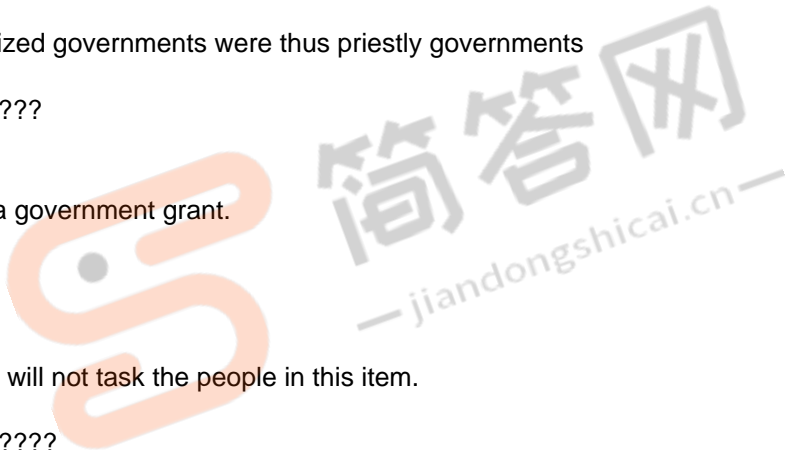 ized governments were thus priestly governments
???
a government grant.
will not task the people in this item.
????
简答网
jiandongshicai.cn